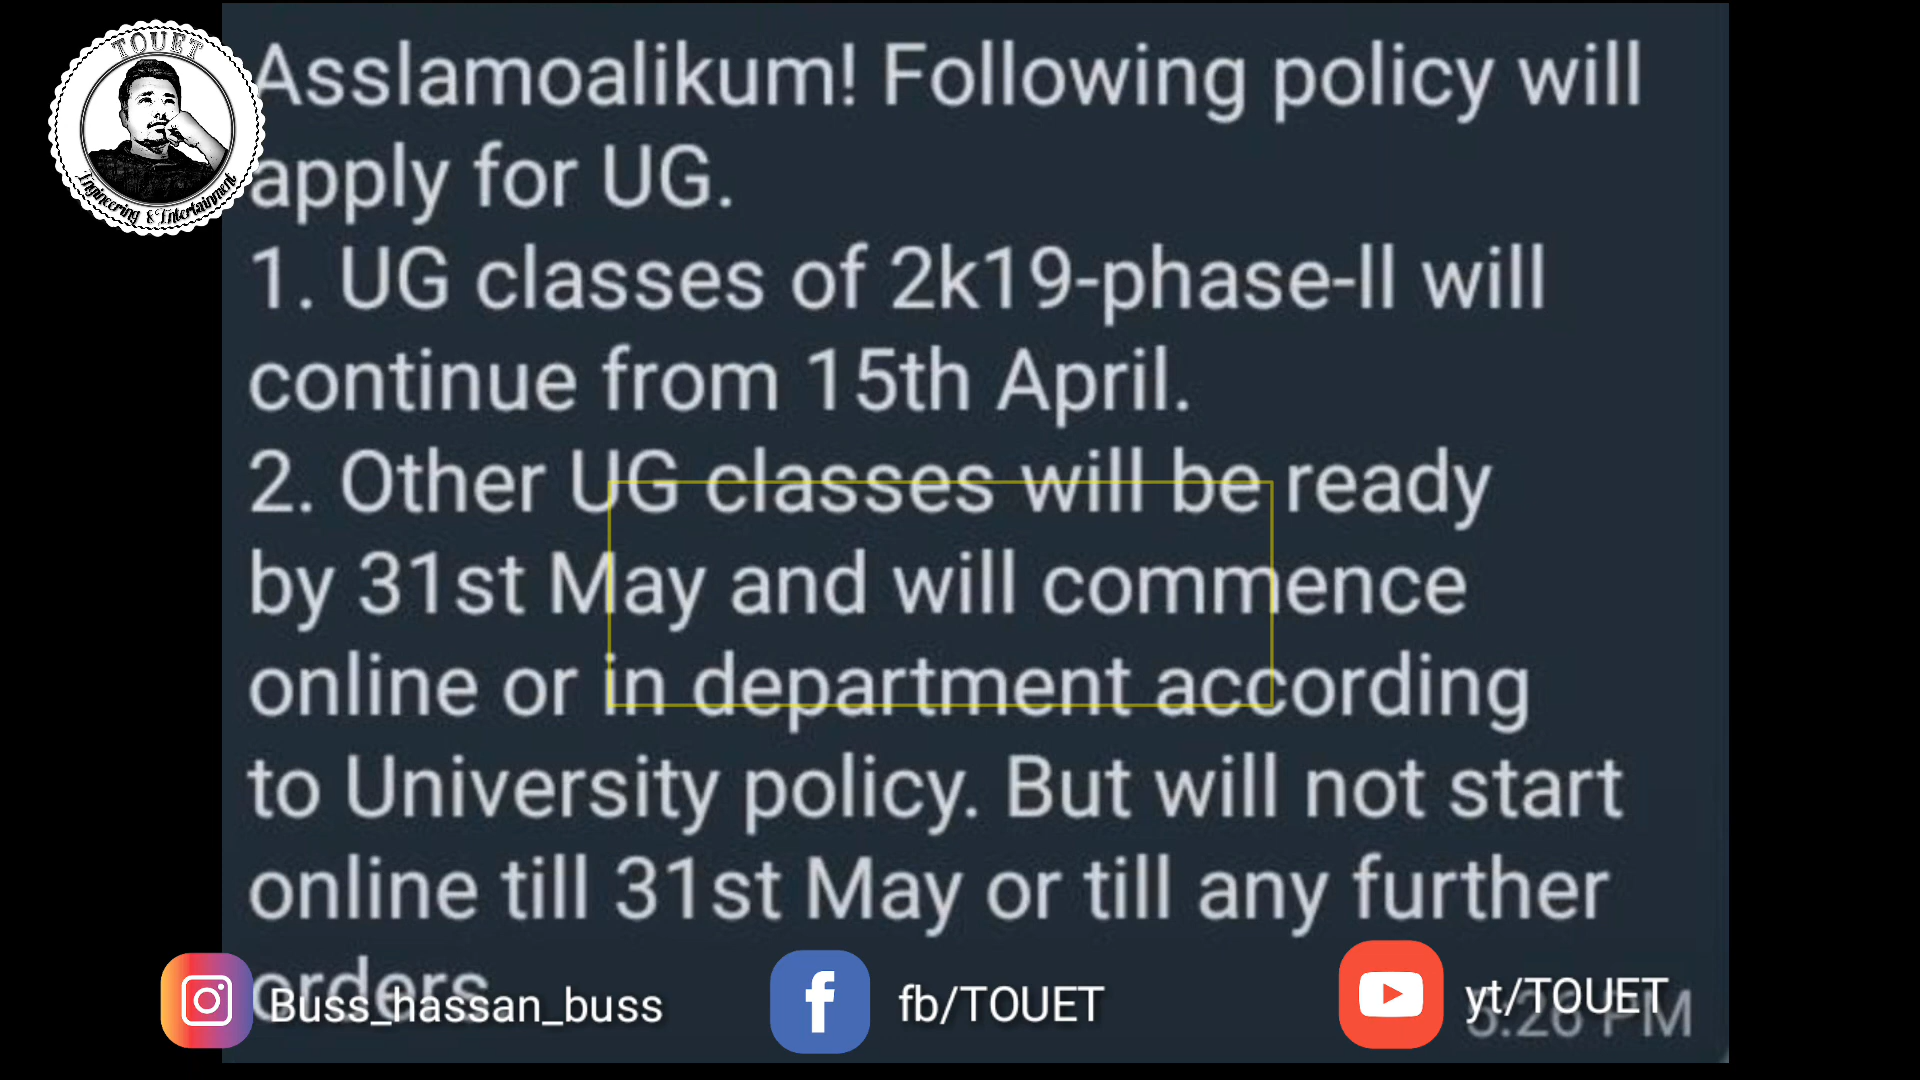 TOUET
Engineering & Entertainment
Asslamoalikum! Following policy will
apply for UG.
1. UG classes of 2k19-phase-ll will
continue from 15th April.
2. Other UG classes will be ready
by 31st May and will commence
online or in department according
to University policy. But will not start
online till 31st May or till any further
orders
Buss_hassan_buss
fb/TOUET
yt/TOUET
PM